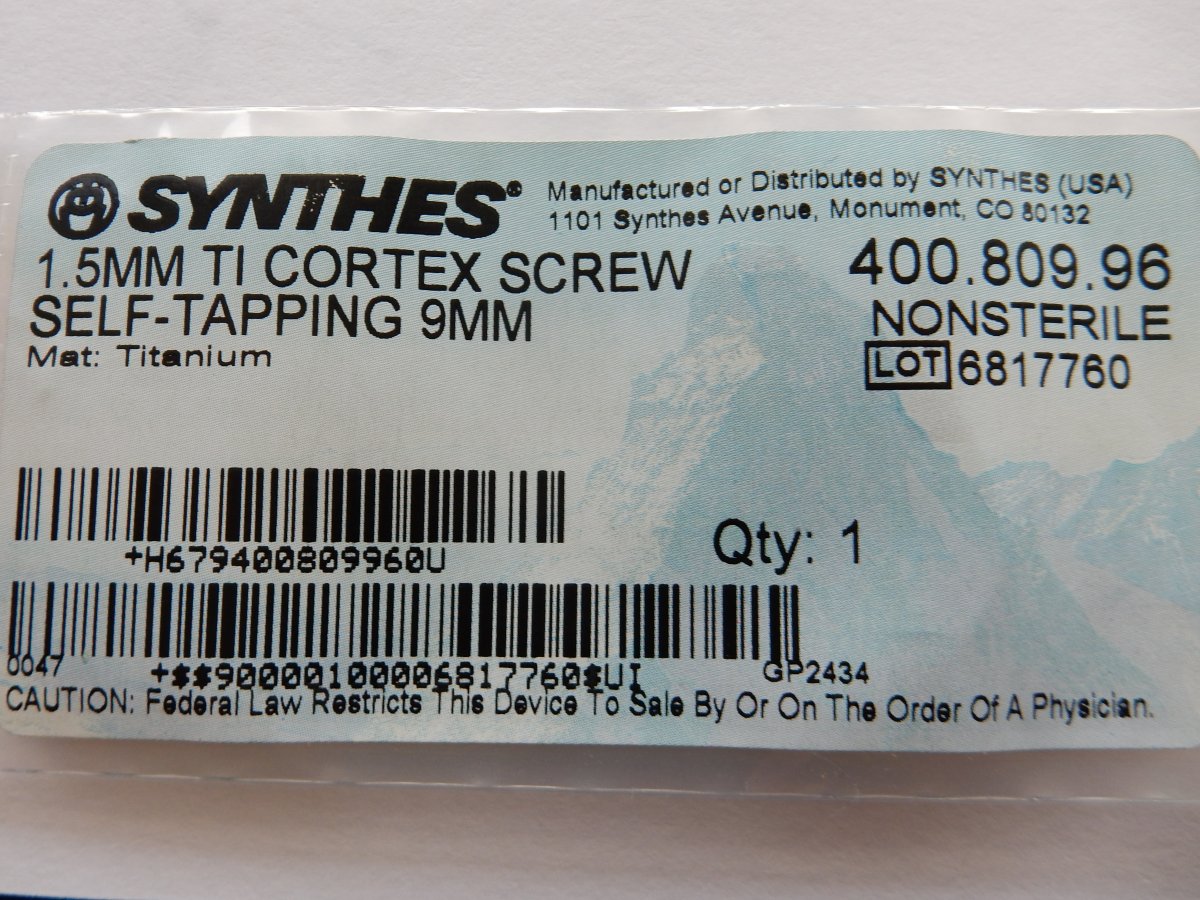 SYNTHES®
Manufactured or Distributed by SYNTHES (USA)
1101 Synthes Avenue, Monument, CO 80132
1.5MM TI CORTEX SCREW
SELF-TAPPING 9MM
Mat: Titanium
400.809.96
NONSTERILE
LOT 6817760
+H679400809960U
Qty: 1
0047
+$$90000100006817760$UI
GP2434
CAUTION: Federal Law Restricts This Device To Sale By Or On The Order Of A Physician.